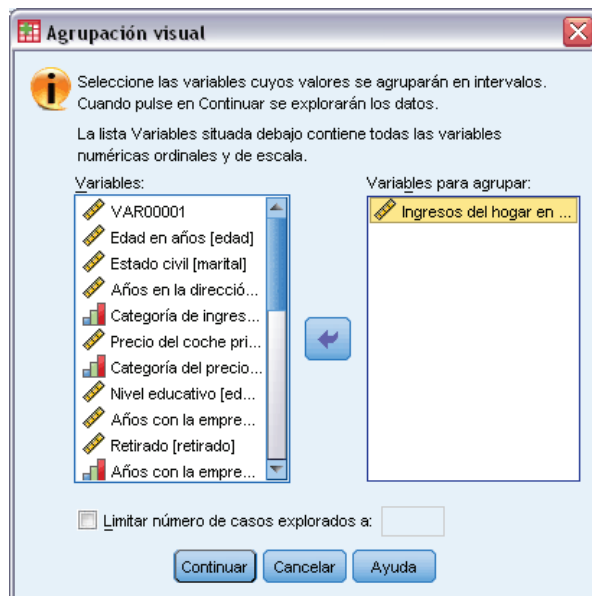 Agrupación visual
Seleccione las variables cuyos valores se agruparán en intervalos.
Cuando pulse en Continuar se explorarán los datos.
La lista Variables situada debajo contiene todas las variables
numéricas ordinales y de escala.
Variables:
VAR00001
Edad en años [edad]
Estado civil [marital]
Años en la direcció...
Categoría de ingres...
Precio del coche pri...
Categoría del precio...
Nivel educativo [ed...
Años con la empre...
Retirado [retirado]
Años con la empre...
Variables para agrupar:
Ingresos del hogar en ...
Limitar número de casos explorados a:
Continuar
Cancelar
Ayuda